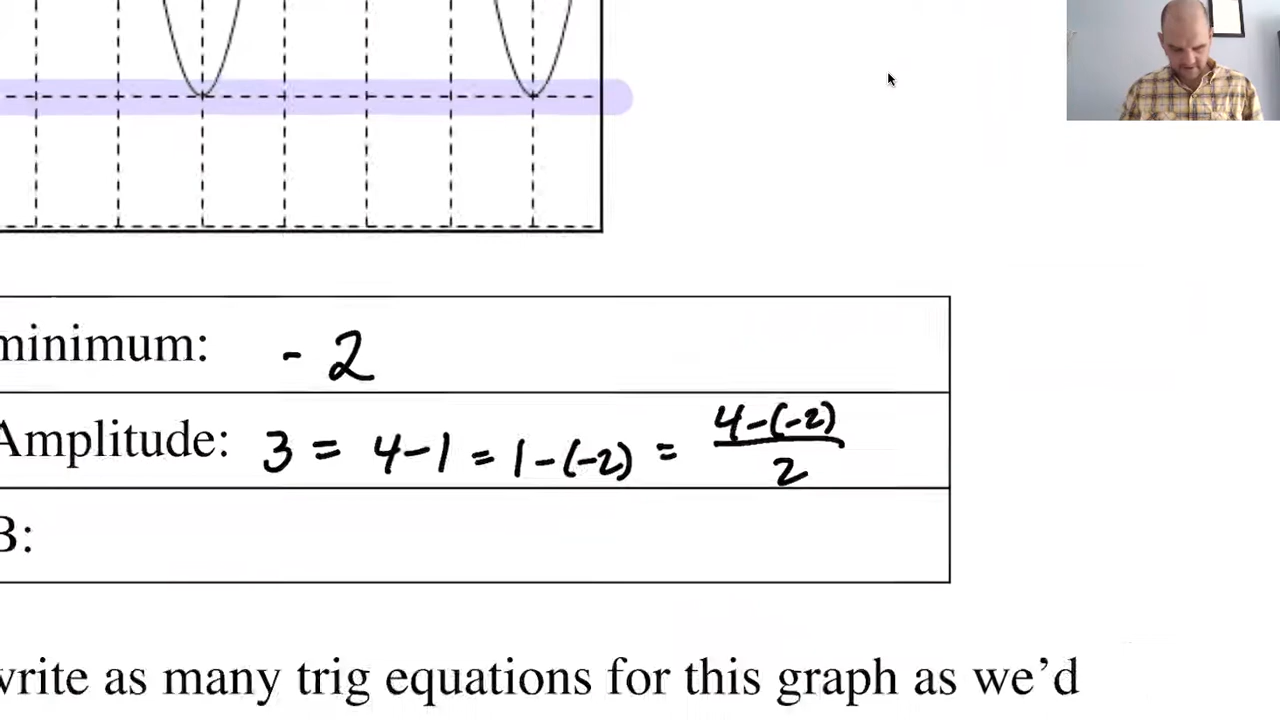 minimum: - 2
Amplitude: 3 = 4-1 = 1-(-2) = 4-(-2)/2
B:
write as many trig equations for this graph as we’d